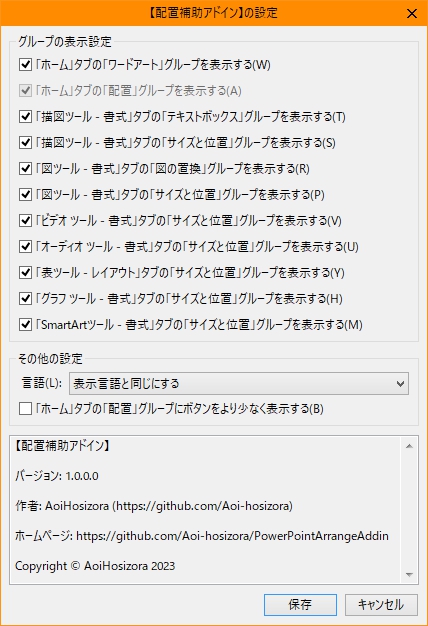 【配置補助アドイン】の設定
グループの表示設定
「ホーム」タブの「ワードアート」グループを表示する(W)
「ホーム」タブの「配置」グループを表示する(A)
「描図ツール - 書式」タブの「テキストボックス」グループを表示する(T)
「描図ツール - 書式」タブの「サイズと位置」グループを表示する(S)
「図ツール - 書式」タブの「図の置換」グループを表示する(R)
「図ツール - 書式」タブの「サイズと位置」グループを表示する(P)
「ビデオ ツール - 書式」タブの「サイズと位置」グループを表示する(V)
「オーディオ ツール - 書式」タブの「サイズと位置」グループを表示する(U)
「表ツール - レイアウト」タブの「サイズと位置」グループを表示する(Y)
「グラフ ツール - 書式」タブの「サイズと位置」グループを表示する(H)
「SmartArtツール - 書式」タブの「サイズと位置」グループを表示する(M)
その他の設定
言語(L): 表示言語と同じにする
「ホーム」タブの「配置」グループにボタンをより少なく表示する(B)
【配置補助アドイン】
バージョン: 1.0.0.0
作者: AoiHosizora (https://github.com/Aoi-hosizora)
ホームページ: https://github.com/Aoi-hosizora/PowerPointArrangeAddin
Copyright © AoiHosizora 2023
保存 キャンセル